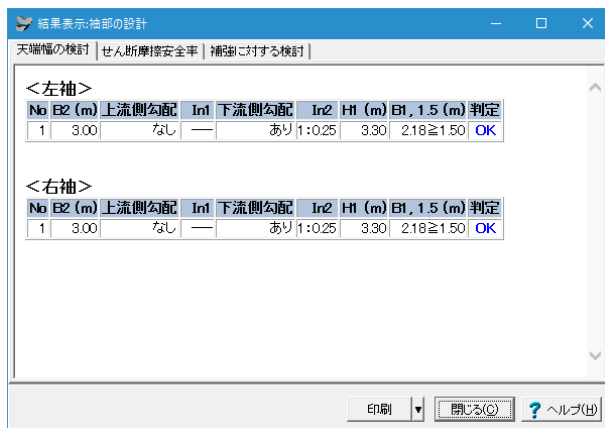 結果表示:袖部の設計
天端幅の検討 せん断摩擦安全率 補強に対する検討
＜左袖＞
No B2 (m) 上流側勾配 In1 下流側勾配 In2 H1 (m) B1, 1.5 (m) 判定
1 3.00 なし ── あり 1:0.25 3.30 2.18≧1.50 OK
＜右袖＞
No B2 (m) 上流側勾配 In1 下流側勾配 In2 H1 (m) B1, 1.5 (m) 判定
1 3.00 なし ── あり 1:0.25 3.30 2.18≧1.50 OK
印刷 閉じる(C) ? ヘルプ(H)